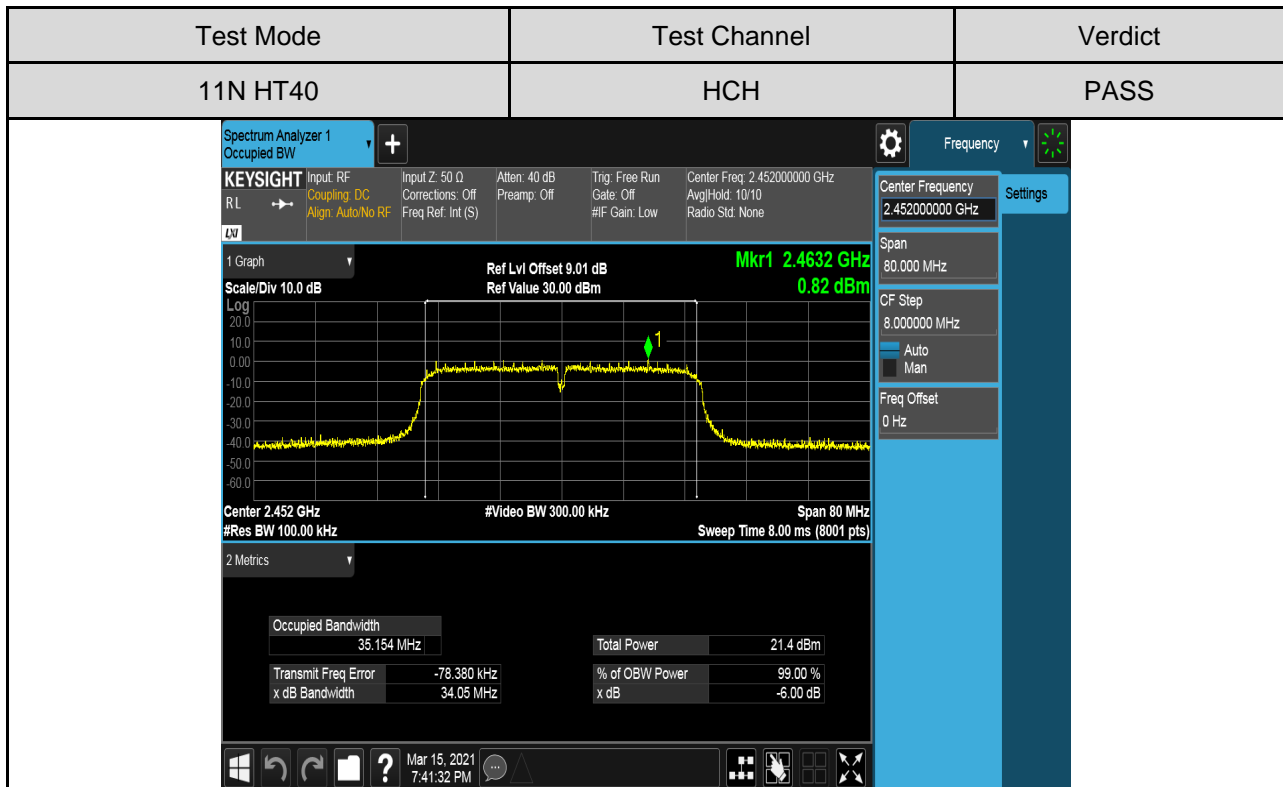 Test Mode Test Channel Verdict
11N HT40 HCH PASS
Spectrum Analyzer 1
Occupied BW
+
Frequency
KEYSIGHT
R L
LXI
Input: RF
Coupling: DC
Align: Auto/No RF
Input Z: 50 Ω
Corrections: Off
Freq Ref: Int (S)
Atten: 40 dB
Preamp: Off
Trig: Free Run
Gate: Off
#IF Gain: Low
Center Freq: 2.452000000 GHz
Avg|Hold: 10/10
Radio Std: None
Center Frequency
2.452000000 GHz
Settings
Span
80.000 MHz
CF Step
8.000000 MHz
Auto
Man
Freq Offset
0 Hz
1 Graph
Scale/Div 10.0 dB
Ref Lvl Offset 9.01 dB
Ref Value 30.00 dBm
Mkr1 2.4632 GHz
0.82 dBm
Log
20.0
10.0
0.00
-10.0
-20.0
-30.0
-40.0
-50.0
-60.0
1
Center 2.452 GHz #Video BW 300.00 kHz Span 80 MHz
#Res BW 100.00 kHz Sweep Time 8.00 ms (8001 pts)
2 Metrics
Occupied Bandwidth
35.154 MHz
Total Power 21.4 dBm
Transmit Freq Error -78.380 kHz % of OBW Power 99.00 %
x dB Bandwidth 34.05 MHz x dB -6.00 dB
?
Mar 15, 2021
7:41:32 PM